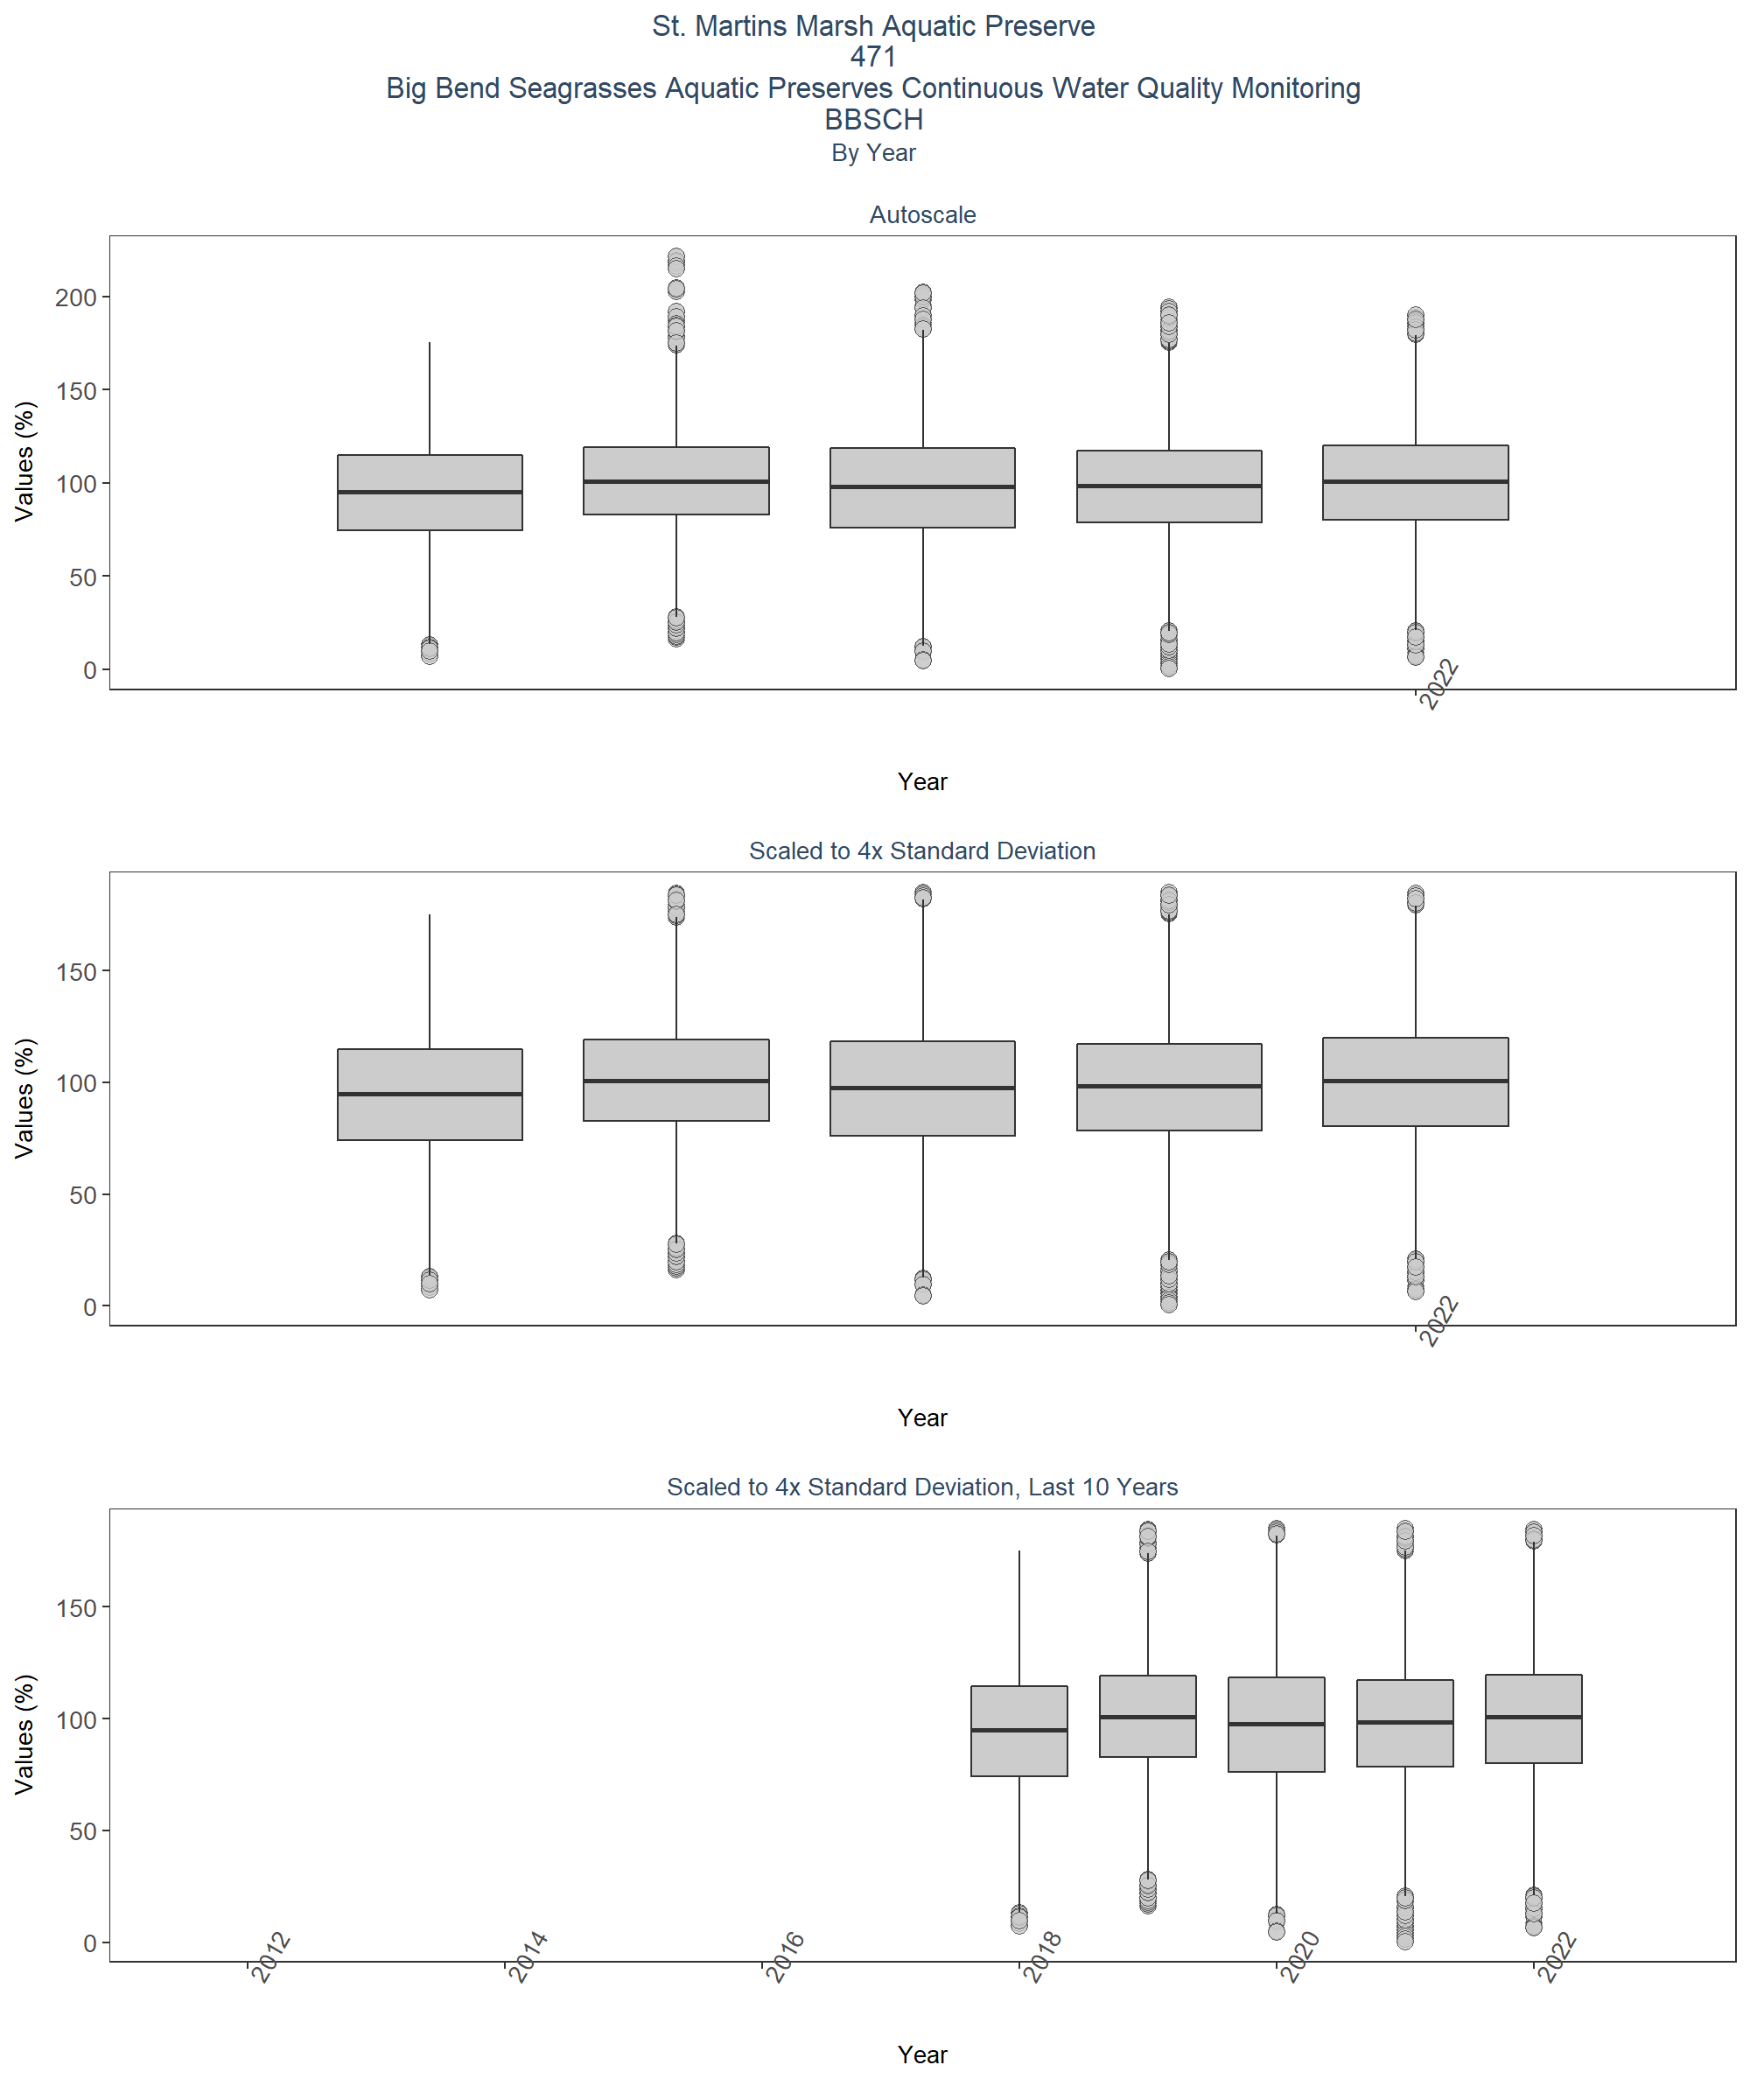 St. Martins Marsh Aquatic Preserve
471
Big Bend Seagrasses Aquatic Preserves Continuous Water Quality Monitoring
BBSCH
By Year
Autoscale
Values (%)
200
150
100
50
0
2022
Year
Scaled to 4x Standard Deviation
Values (%)
150
100
50
0
2022
Year
Scaled to 4x Standard Deviation, Last 10 Years
Values (%)
150
100
50
0
2012
2014
2016
2018
2020
2022
Year